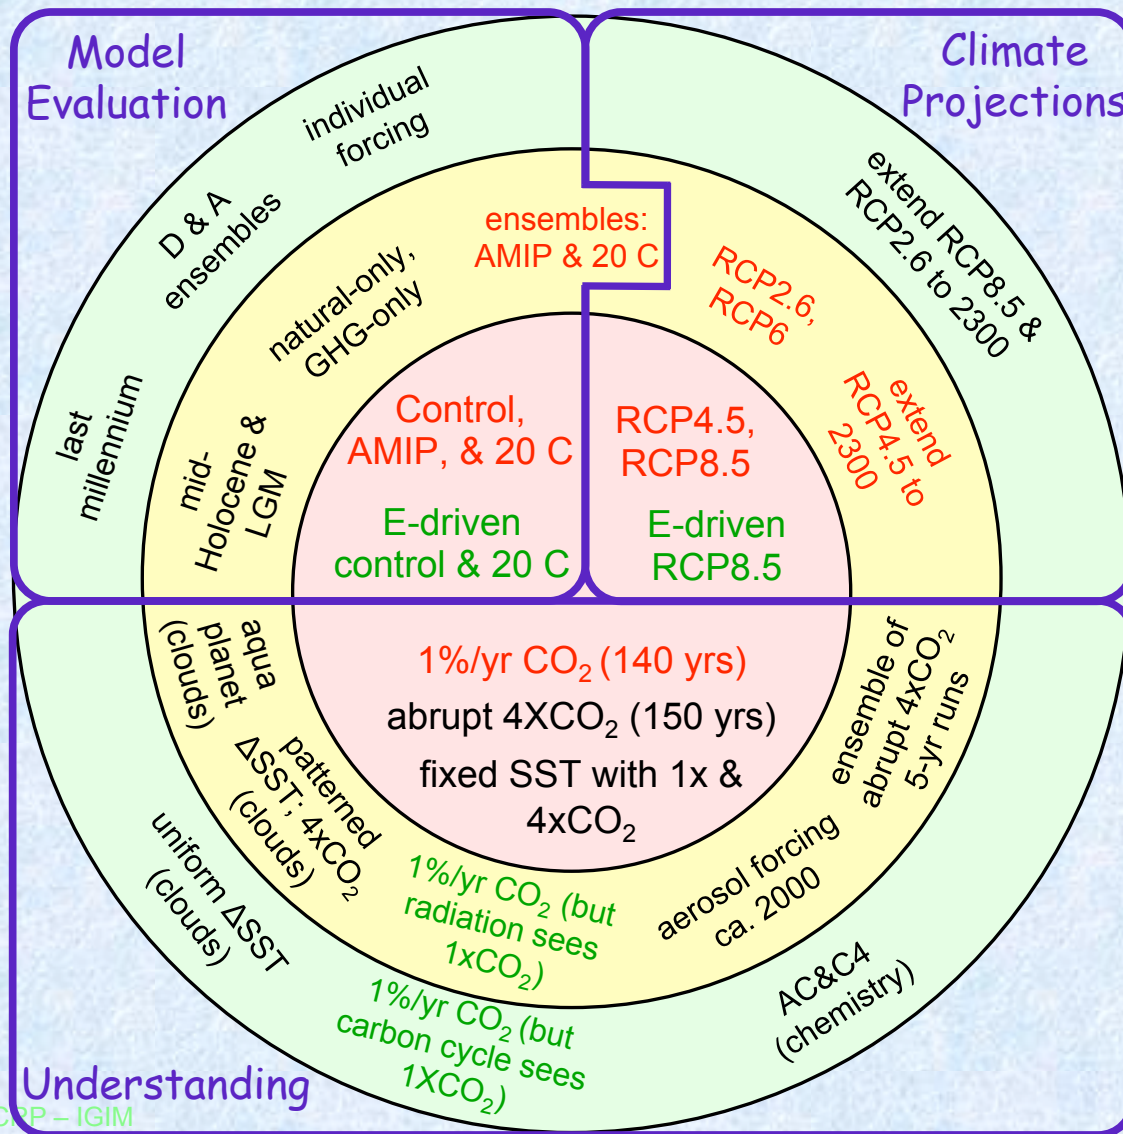 Model
Evaluation
Climate
Projections
individual
forcing
D & A
ensembles
last
millennium
extend RCP8.5 &
RCP2.6 to 2300
ensembles:
AMIP & 20 C
natural-only,
GHG-only
mid-
Holocene &
LGM
RCP2.6,
RCP6
extend
RCP4.5 to
2300
Control,
AMIP, & 20 C
E-driven
control & 20 C
RCP4.5,
RCP8.5
E-driven
RCP8.5
1%/yr CO₂ (140 yrs)
abrupt 4XCO₂ (150 yrs)
fixed SST with 1x &
4xCO₂
aqua
planet
(clouds)
patterned
ΔSST; 4xCO₂
(clouds)
1%/yr CO₂ (but
radiation sees
1xCO₂)
aerosol forcing
ca. 2000
ensemble of
abrupt 4xCO₂
5-yr runs
uniform ΔSST
(clouds)
1%/yr CO₂ (but
carbon cycle sees
1XCO₂)
AC&C4
(chemistry)
Understanding
– IGIM